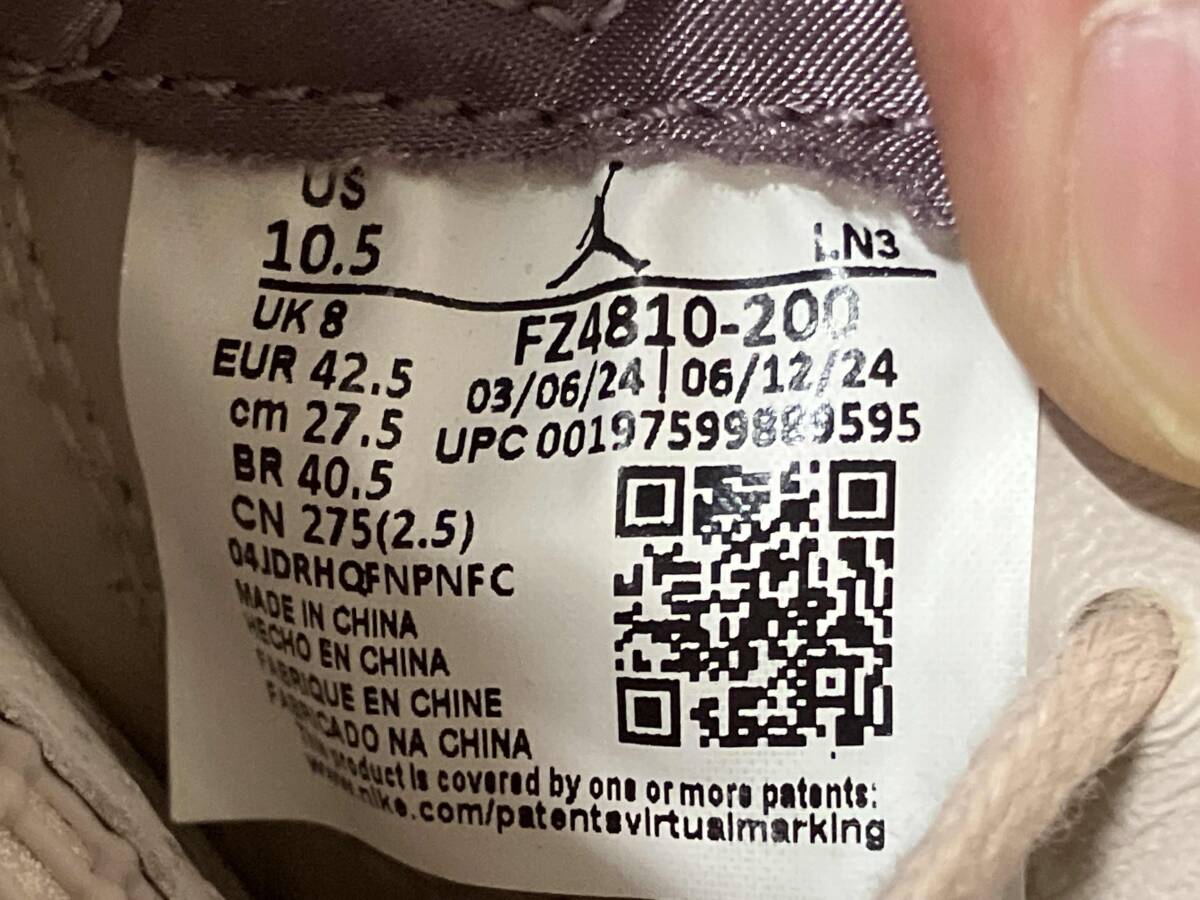 US
10.5
LN3
UK 8
FZ4810-200
EUR 42.5
03/06/24 | 06/12/24
cm 27.5
UPC 00197599889595
BR 40.5
CN 275(2.5)
04JDRHQFNPNFC
MADE IN CHINA
HECHO EN CHINA
FABRIQUE EN CHINE
FABRICADO NA CHINA
This product is covered by one or more patents:
www.nike.com/patentsvirtualmarking